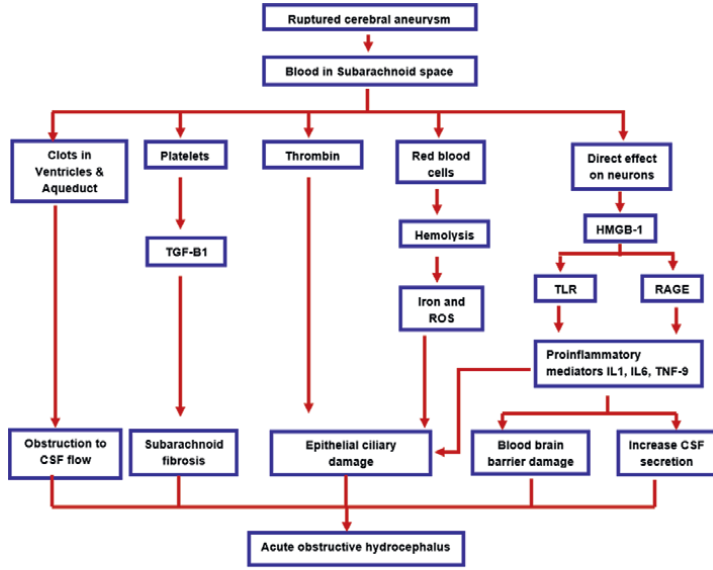 Ruptured cerebral aneurysm
Blood in Subarachnoid space
Clots in
Ventricles &
Aqueduct
Platelets
Thrombin
Red blood
cells
Direct effect
on neurons
TGF-B1
Hemolysis
HMGB-1
Iron and
ROS
TLR
RAGE
Proinflammatory
mediators IL1, IL6, TNF-9
Obstruction to
CSF flow
Subarachnoid
fibrosis
Epithelial ciliary
damage
Blood brain
barrier damage
Increase CSF
secretion
Acute obstructive hydrocephalus